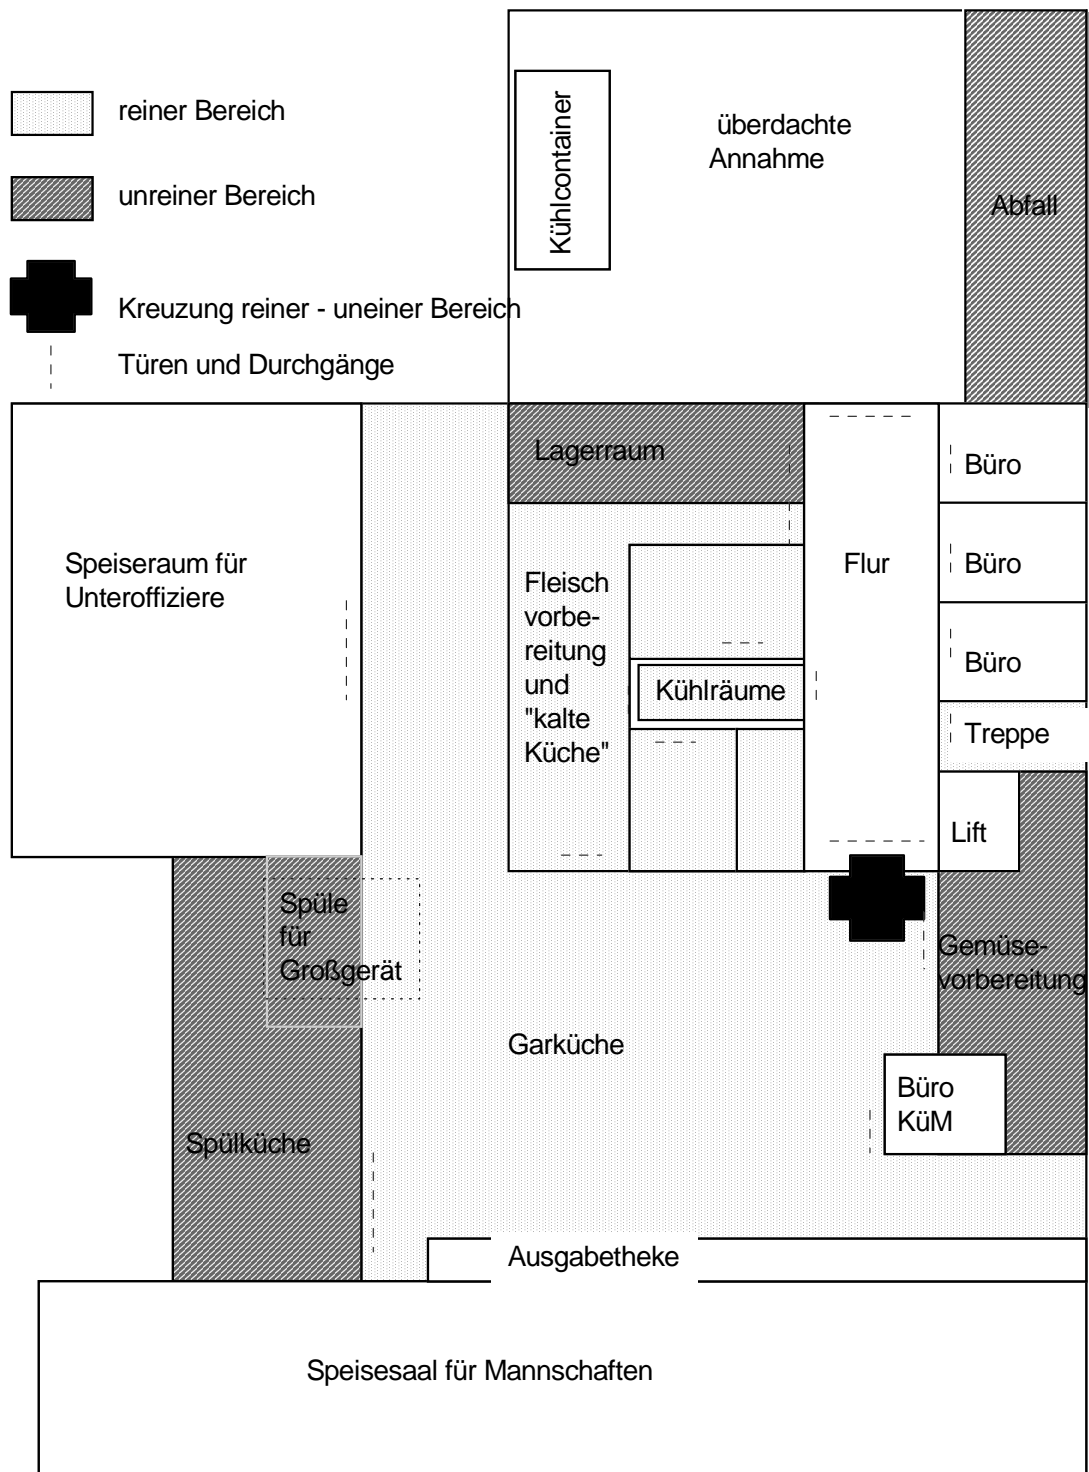 reiner Bereich
unreiner Bereich
Kreuzung reiner - uneiner Bereich
Türen und Durchgänge
Kühlcontainer
überdachte
Annahme
Abfall
Lagerraum
Büro
Speiseraum für
Unteroffiziere
Fleisch
vorbe-
reitung
und
"kalte
Küche"
Kühlräume
Flur
Büro
Büro
Treppe
Lift
Spüle
für
Großgerät
Gemüse-
vorbereitung
Garküche
Büro
KüM
Spülküche
Ausgabetheke
Speisesaal für Mannschaften